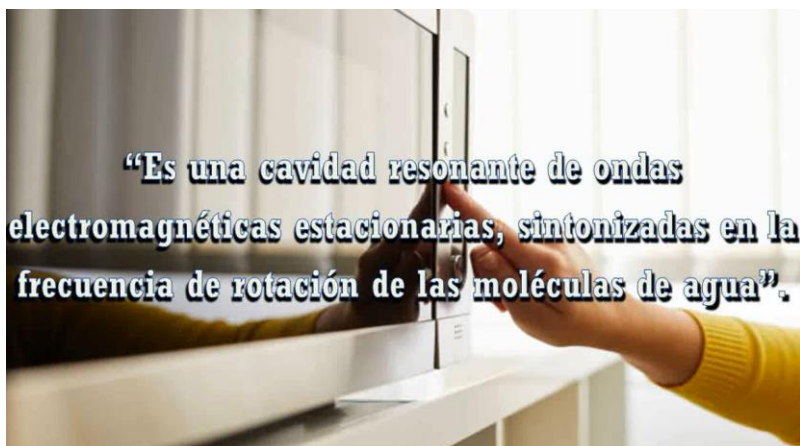 “Es una cavidad resonante de ondas
electromagnéticas estacionarias, sintonizadas en la
frecuencia de rotación de las moléculas de agua”.